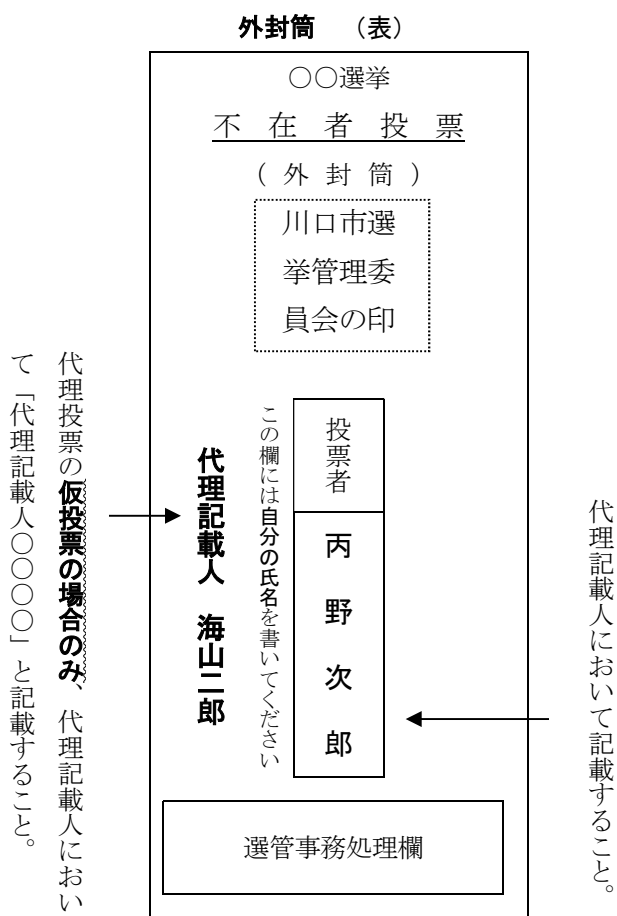 外封筒　（表）
○○選挙
不　在　者　投　票
（ 外 封 筒 ）
川口市選
挙管理委
員会の印
代理記載人において記載すること。
投票者
丙野次郎
この欄には自分の氏名を書いてください
代理記載人　海山二郎
代理投票の仮投票の場合のみ、代理記載人におい
て「代理記載人○○○○」と記載すること。
選管事務処理欄